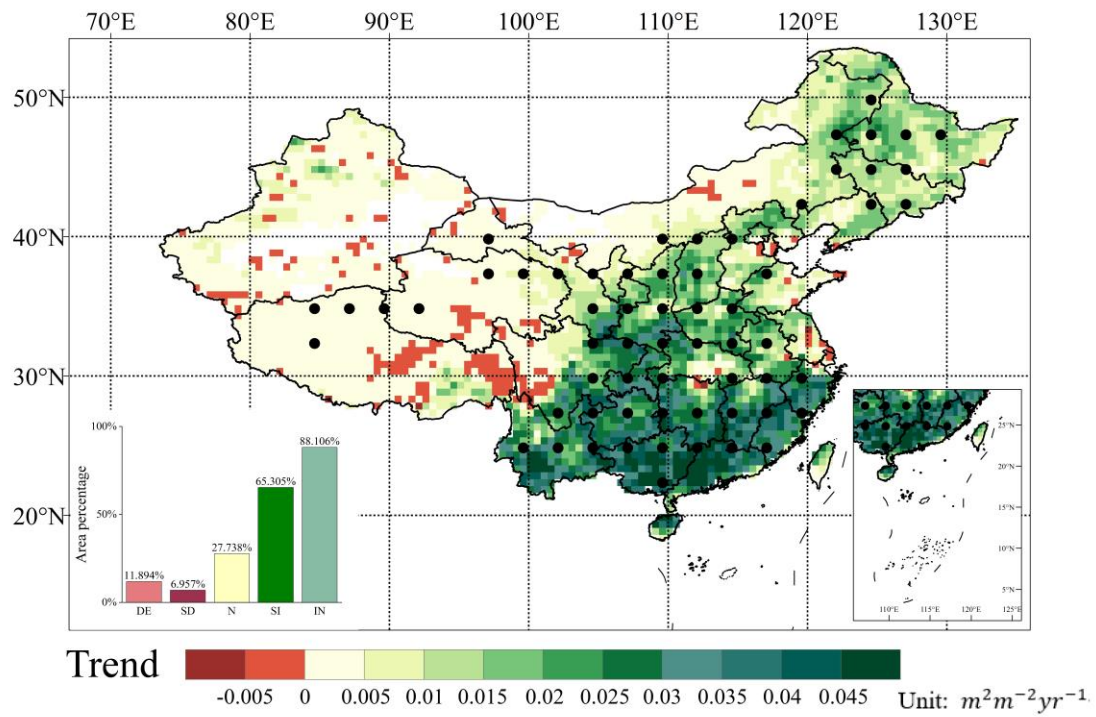 70°E 80°E 90°E 100°E 110°E 120°E 130°E
50°N
40°N
30°N
20°N
100%
50%
0%
Area percentage
11.894%
6.957%
27.738%
65.305%
88.106%
DE SD N SI IN
25°N
20°N
15°N
10°N
5°N
110°E 115°E 120°E 125°E
Trend
-0.005 0 0.005 0.01 0.015 0.02 0.025 0.03 0.035 0.04 0.045
Unit: m²m⁻²yr⁻¹